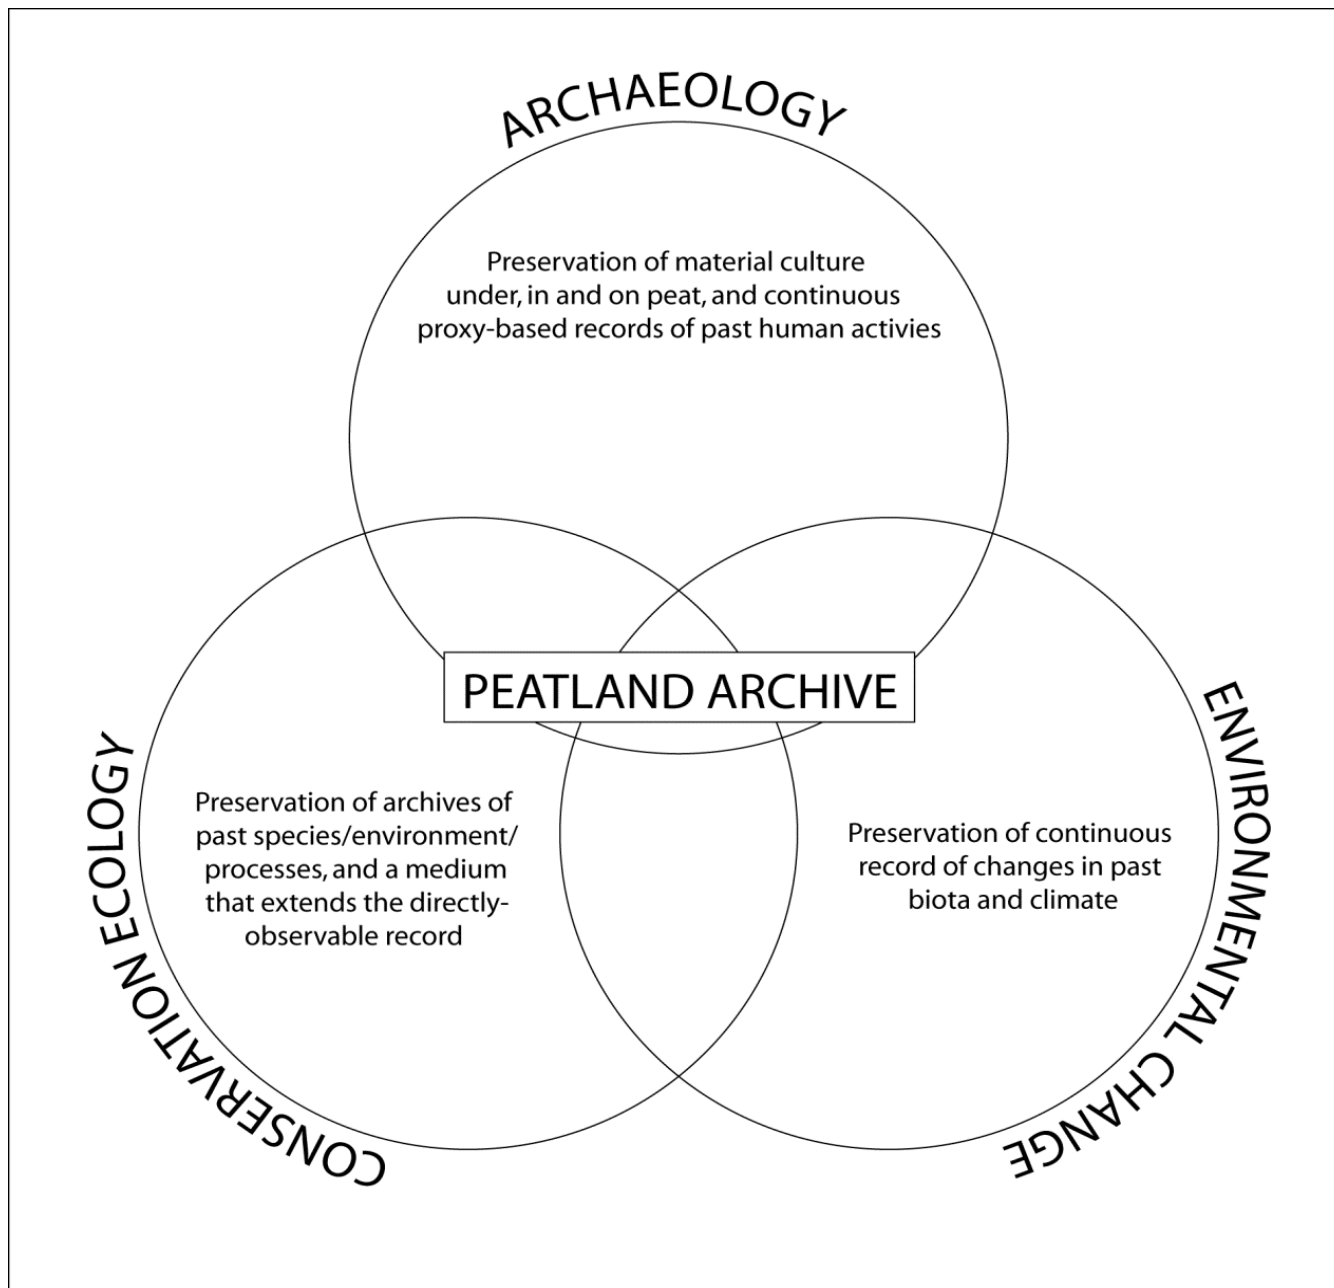 ARCHAEOLOGY
Preservation of material culture
under, in and on peat, and continuous
proxy-based records of past human activies
PEATLAND ARCHIVE
CONSERVATION ECOLOGY
Preservation of archives of
past species/environment/
processes, and a medium
that extends the directly-
observable record
ENVIRONMENTAL CHANGE
Preservation of continuous
record of changes in past
biota and climate